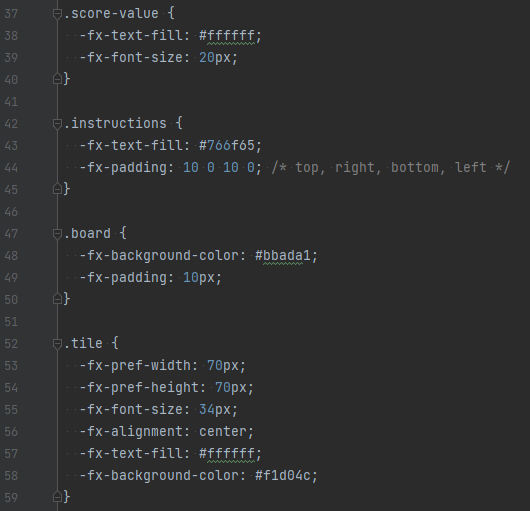 37 .score-value {
38 -fx-text-fill: #ffffff;
39 -fx-font-size: 20px;
40 }
41
42 .instructions {
43 -fx-text-fill: #766f65;
44 -fx-padding: 10 0 10 0; /* top, right, bottom, left */
45 }
46
47 .board {
48 -fx-background-color: #bbada1;
49 -fx-padding: 10px;
50 }
51
52 .tile {
53 -fx-pref-width: 70px;
54 -fx-pref-height: 70px;
55 -fx-font-size: 34px;
56 -fx-alignment: center;
57 -fx-text-fill: #ffffff;
58 -fx-background-color: #f1d04c;
59 }